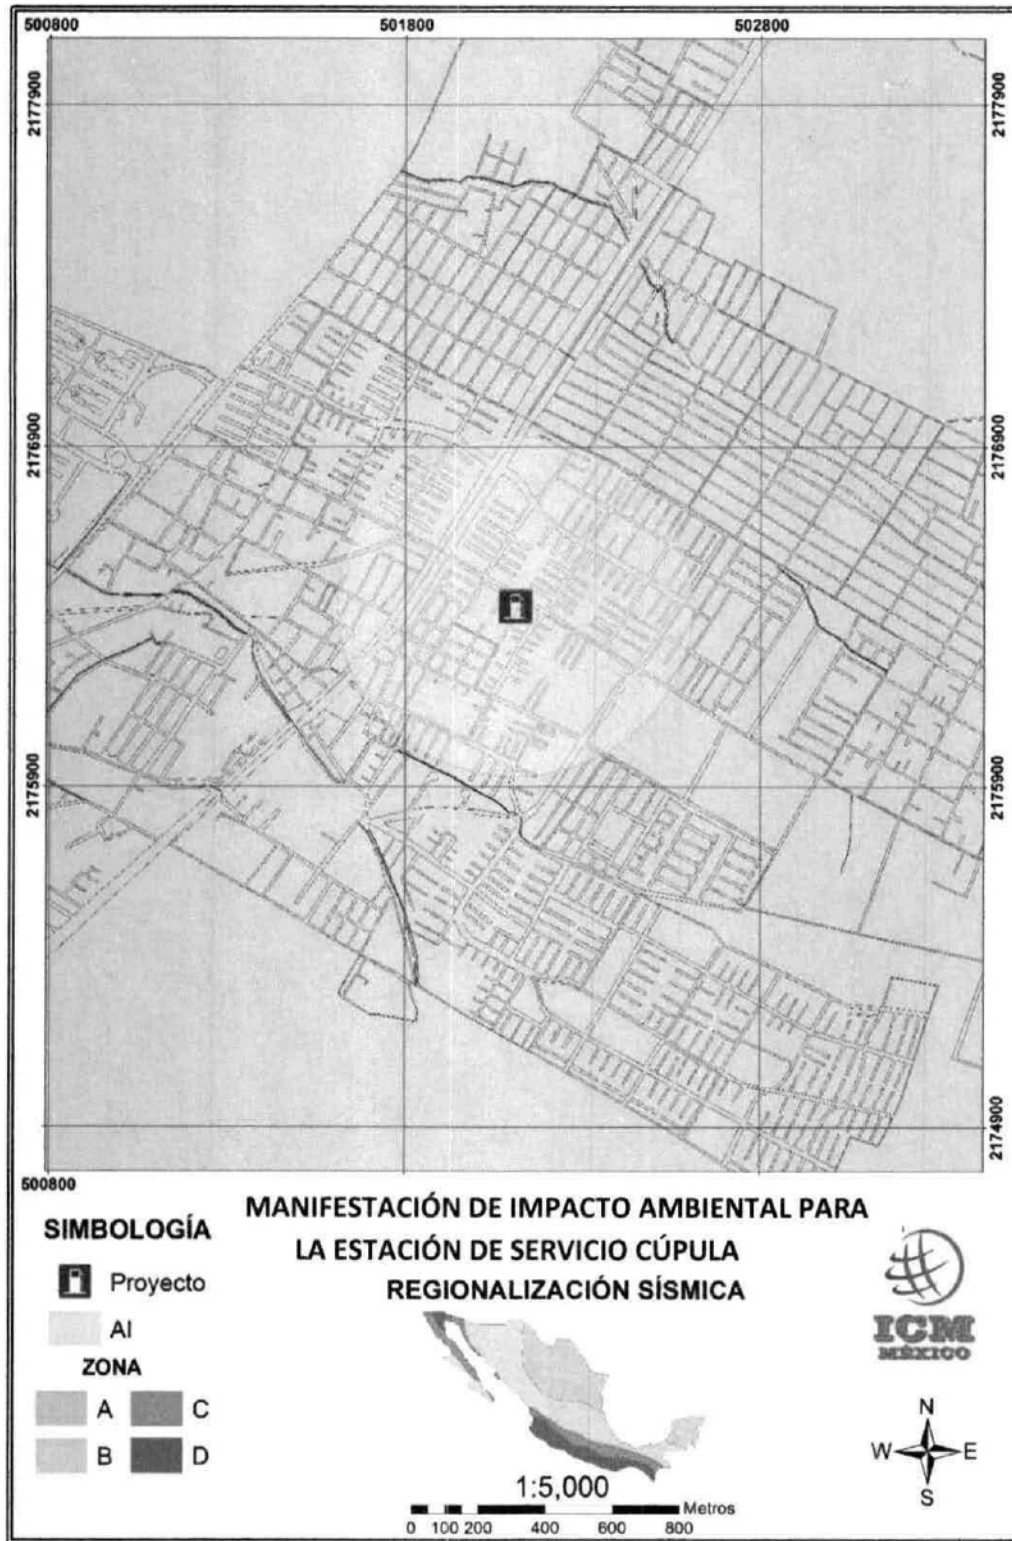 500800 501800 502800
2177900 2177900
2176900 2176900
2175900 2175900
2174900
500800
MANIFESTACIÓN DE IMPACTO AMBIENTAL PARA
LA ESTACIÓN DE SERVICIO CÚPULA
REGIONALIZACIÓN SÍSMICA
SIMBOLOGÍA
Proyecto
AI
ZONA
A C
B D
1:5,000
Metros
0 100 200 400 600 800
ICM
MÉXICO
N
W E
S